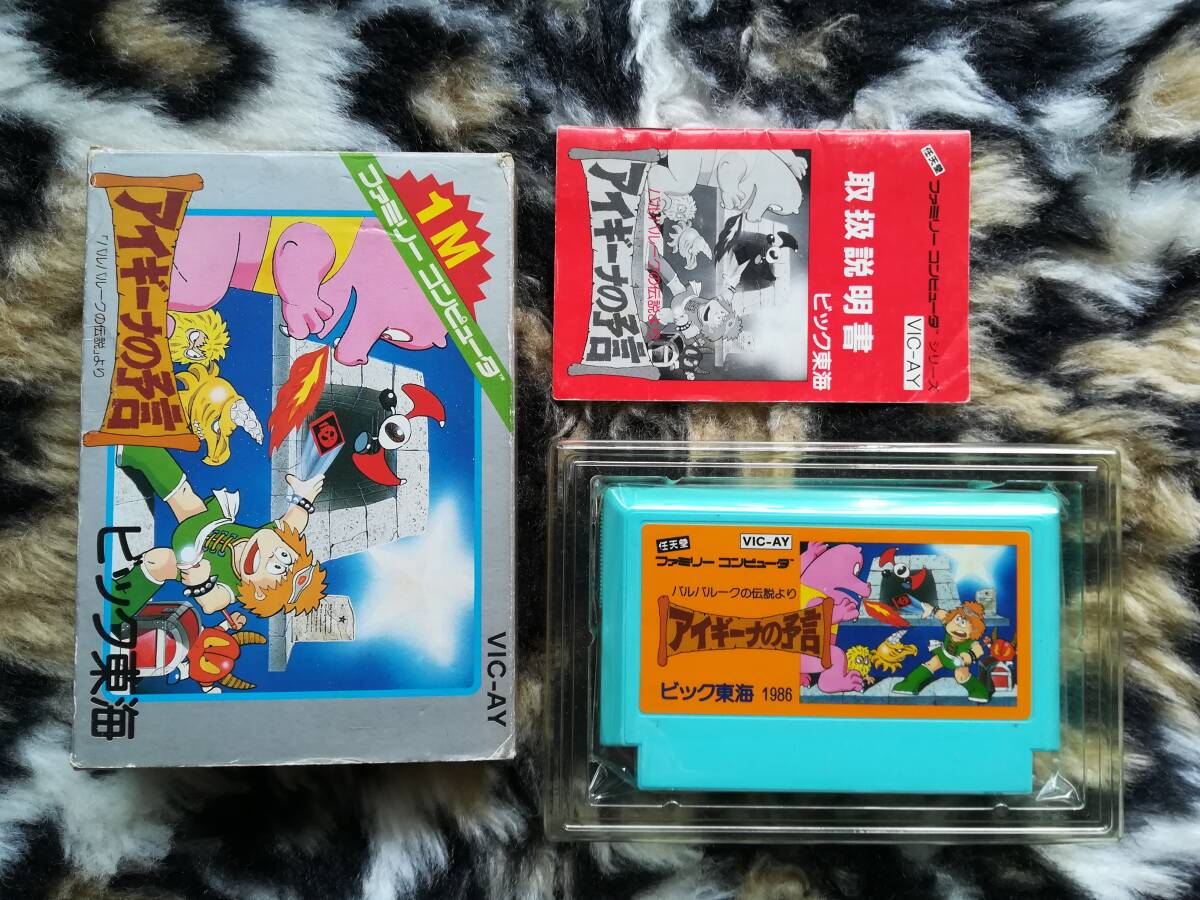 1M
ファミリー コンピュータ™
アイギーナの予言
「バルバルークの伝説」より
ビック東海
VIC-AY
任天堂
ファミリー コンピュータ™ シリーズ
VIC-AY
取扱説明書
ビック東海
アイギーナの予言
バルバルークの伝説より
任天堂
VIC-AY
ファミリー コンピュータ™
バルバルークの伝説より
アイギーナの予言
ビック東海 1986